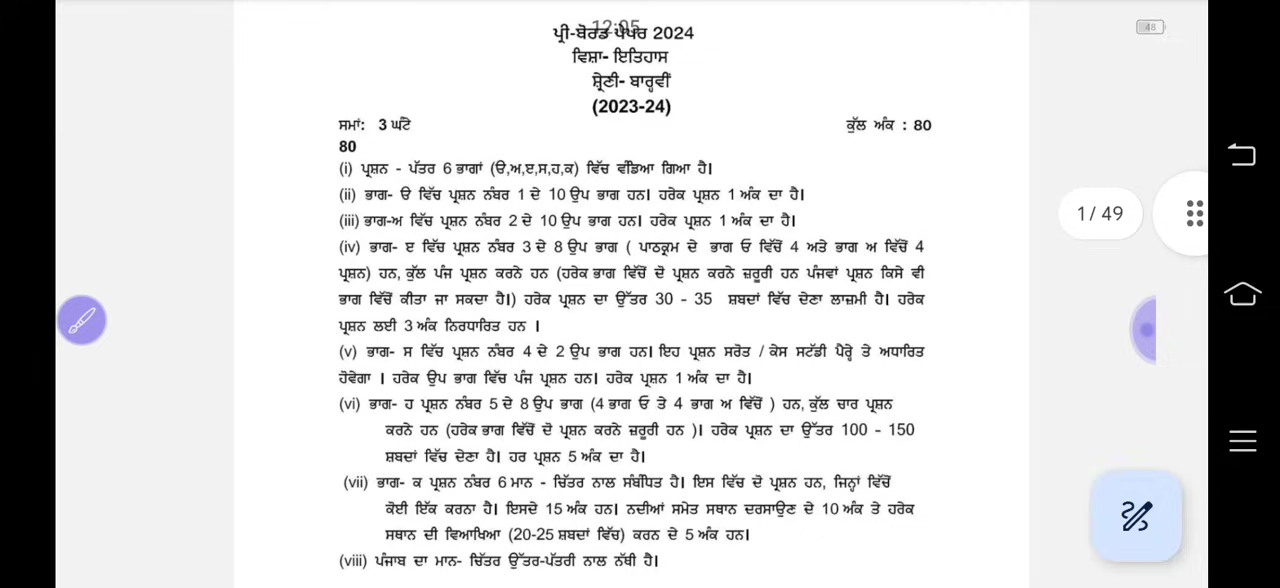 12:05
48
ਪ੍ਰੀ-ਬੋਰਡ ਪੇਪਰ 2024
ਵਿਸ਼ਾ- ਇਤਿਹਾਸ
ਸ਼੍ਰੇਣੀ- ਬਾਰ੍ਹਵੀਂ
(2023-24)
ਸਮਾਂ: 3 ਘੰਟੇ ਕੁੱਲ ਅੰਕ : 80
80
(i) ਪ੍ਰਸ਼ਨ - ਪੱਤਰ 6 ਭਾਗਾਂ (ੳ,ਅ,ੲ,ਸ,ਹ,ਕ) ਵਿੱਚ ਵੰਡਿਆ ਗਿਆ ਹੈ।
(ii) ਭਾਗ- ੳ ਵਿੱਚ ਪ੍ਰਸ਼ਨ ਨੰਬਰ 1 ਦੇ 10 ਉਪ ਭਾਗ ਹਨ। ਹਰੇਕ ਪ੍ਰਸ਼ਨ 1 ਅੰਕ ਦਾ ਹੈ।
(iii) ਭਾਗ-ਅ ਵਿੱਚ ਪ੍ਰਸ਼ਨ ਨੰਬਰ 2 ਦੇ 10 ਉਪ ਭਾਗ ਹਨ। ਹਰੇਕ ਪ੍ਰਸ਼ਨ 1 ਅੰਕ ਦਾ ਹੈ।
(iv) ਭਾਗ- ੲ ਵਿੱਚ ਪ੍ਰਸ਼ਨ ਨੰਬਰ 3 ਦੇ 8 ਉਪ ਭਾਗ ( ਪਾਠਕ੍ਰਮ ਦੇ ਭਾਗ ਓ ਵਿੱਚੋਂ 4 ਅਤੇ ਭਾਗ ਅ ਵਿੱਚੋਂ 4
ਪ੍ਰਸ਼ਨ) ਹਨ, ਕੁੱਲ ਪੰਜ ਪ੍ਰਸ਼ਨ ਕਰਨੇ ਹਨ (ਹਰੇਕ ਭਾਗ ਵਿੱਚੋਂ ਦੋ ਪ੍ਰਸ਼ਨ ਕਰਨੇ ਜ਼ਰੂਰੀ ਹਨ ਪੰਜਵਾਂ ਪ੍ਰਸ਼ਨ ਕਿਸੇ ਵੀ
ਭਾਗ ਵਿੱਚੋਂ ਕੀਤਾ ਜਾ ਸਕਦਾ ਹੈ।) ਹਰੇਕ ਪ੍ਰਸ਼ਨ ਦਾ ਉੱਤਰ 30 - 35 ਸ਼ਬਦਾਂ ਵਿੱਚ ਦੇਣਾ ਲਾਜ਼ਮੀ ਹੈ। ਹਰੇਕ
ਪ੍ਰਸ਼ਨ ਲਈ 3 ਅੰਕ ਨਿਰਧਾਰਿਤ ਹਨ ।
(v) ਭਾਗ- ਸ ਵਿੱਚ ਪ੍ਰਸ਼ਨ ਨੰਬਰ 4 ਦੇ 2 ਉਪ ਭਾਗ ਹਨ। ਇਹ ਪ੍ਰਸ਼ਨ ਸਰੋਤ / ਕੇਸ ਸਟੱਡੀ ਪੈਰ੍ਹੇ ਤੇ ਅਧਾਰਿਤ
ਹੋਵੇਗਾ । ਹਰੇਕ ਉਪ ਭਾਗ ਵਿੱਚ ਪੰਜ ਪ੍ਰਸ਼ਨ ਹਨ। ਹਰੇਕ ਪ੍ਰਸ਼ਨ 1 ਅੰਕ ਦਾ ਹੈ।
(vi) ਭਾਗ- ਹ ਪ੍ਰਸ਼ਨ ਨੰਬਰ 5 ਦੇ 8 ਉਪ ਭਾਗ (4 ਭਾਗ ਓ ਤੇ 4 ਭਾਗ ਅ ਵਿੱਚੋਂ ) ਹਨ, ਕੁੱਲ ਚਾਰ ਪ੍ਰਸ਼ਨ
ਕਰਨੇ ਹਨ (ਹਰੇਕ ਭਾਗ ਵਿੱਚੋਂ ਦੋ ਪ੍ਰਸ਼ਨ ਕਰਨੇ ਜ਼ਰੂਰੀ ਹਨ )। ਹਰੇਕ ਪ੍ਰਸ਼ਨ ਦਾ ਉੱਤਰ 100 - 150
ਸ਼ਬਦਾਂ ਵਿੱਚ ਦੇਣਾ ਹੈ। ਹਰ ਪ੍ਰਸ਼ਨ 5 ਅੰਕ ਦਾ ਹੈ।
(vii) ਭਾਗ- ਕ ਪ੍ਰਸ਼ਨ ਨੰਬਰ 6 ਮਾਨ - ਚਿੱਤਰ ਨਾਲ ਸੰਬੰਧਿਤ ਹੈ। ਇਸ ਵਿੱਚ ਦੋ ਪ੍ਰਸ਼ਨ ਹਨ, ਜਿਨ੍ਹਾਂ ਵਿੱਚੋਂ
ਕੋਈ ਇੱਕ ਕਰਨਾ ਹੈ। ਇਸਦੇ 15 ਅੰਕ ਹਨ। ਨਦੀਆਂ ਸਮੇਤ ਸਥਾਨ ਦਰਸਾਉਣ ਦੇ 10 ਅੰਕ ਤੇ ਹਰੇਕ
ਸਥਾਨ ਦੀ ਵਿਆਖਿਆ (20-25 ਸ਼ਬਦਾਂ ਵਿੱਚ) ਕਰਨ ਦੇ 5 ਅੰਕ ਹਨ।
(viii) ਪੰਜਾਬ ਦਾ ਮਾਨ- ਚਿੱਤਰ ਉੱਤਰ-ਪੱਤਰੀ ਨਾਲ ਨੱਥੀ ਹੈ।
1 / 49